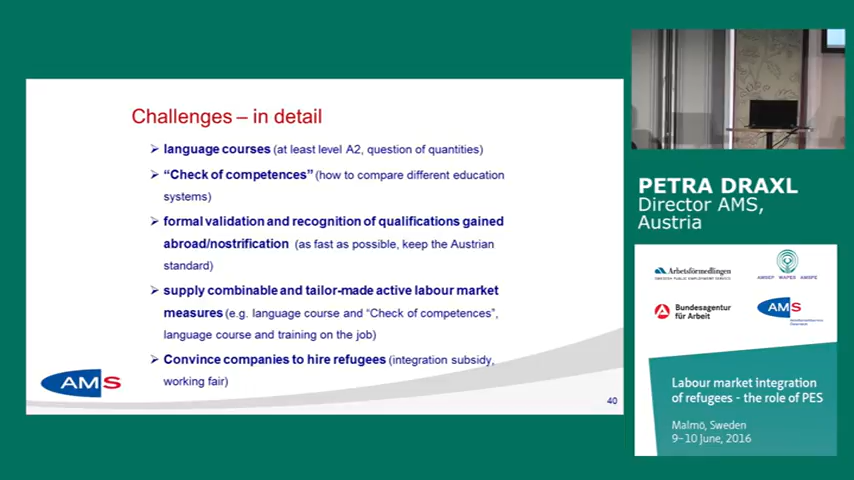 Challenges – in detail
➢ language courses (at least level A2, question of quantities)
➢ “Check of competences” (how to compare different education
systems)
➢ formal validation and recognition of qualifications gained
abroad/nostrification (as fast as possible, keep the Austrian
standard)
➢ supply combinable and tailor-made active labour market
measures (e.g. language course and “Check of competences”,
language course and training on the job)
➢ Convince companies to hire refugees (integration subsidy,
working fair)
AMS
40
PETRA DRAXL
Director AMS,
Austria
Arbetsförmedlingen
SWEDISH PUBLIC EMPLOYMENT SERVICE
AMSEP WAPES AMSPE
Bundesagentur
für Arbeit
AMS
Labour market integration
of refugees - the role of PES
Malmö, Sweden
9–10 June, 2016